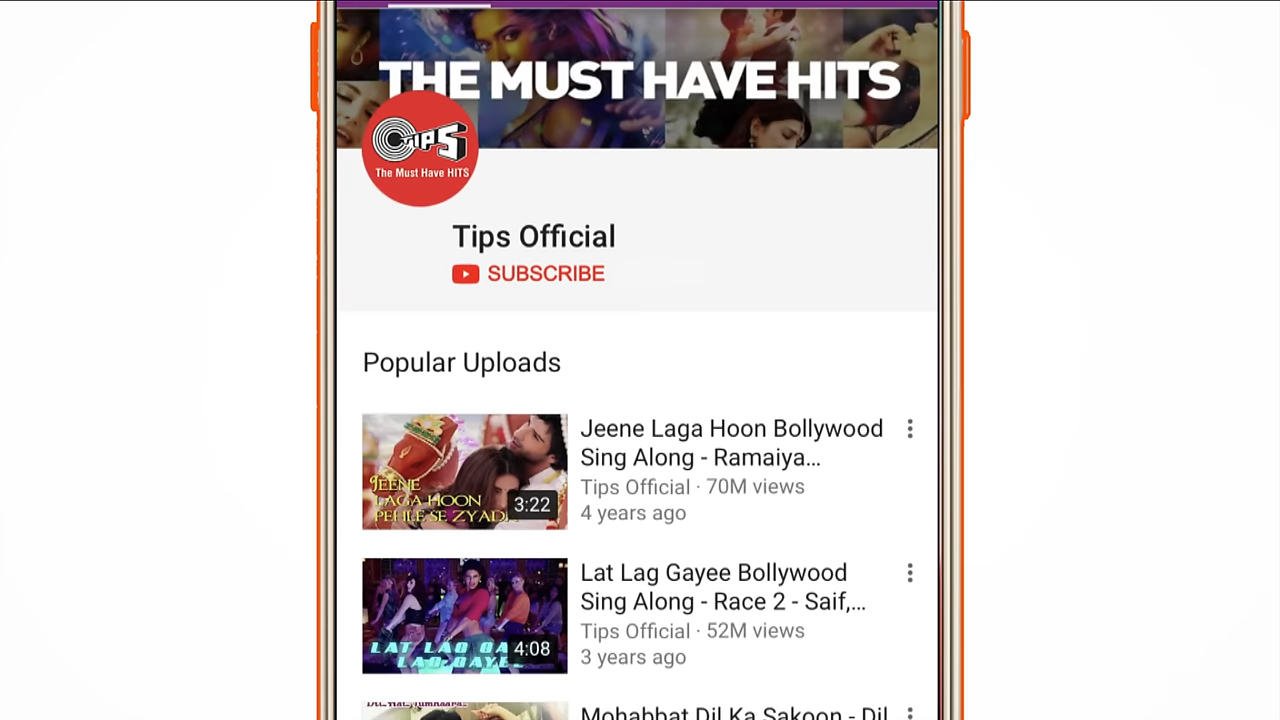 THE MUST HAVE HITS
TIPS
The Must Have HITS
Tips Official
SUBSCRIBE
Popular Uploads
JEENE
LAGA HOON
PEHLE SE ZYADA
3:22
Jeene Laga Hoon Bollywood
Sing Along - Ramaiya...
Tips Official · 70M views
4 years ago
LAT LAG GA
LAG GAYE
4:08
Lat Lag Gayee Bollywood
Sing Along - Race 2 - Saif,...
Tips Official · 52M views
3 years ago
Mohabbat Dil Ka Sakoon - Dil